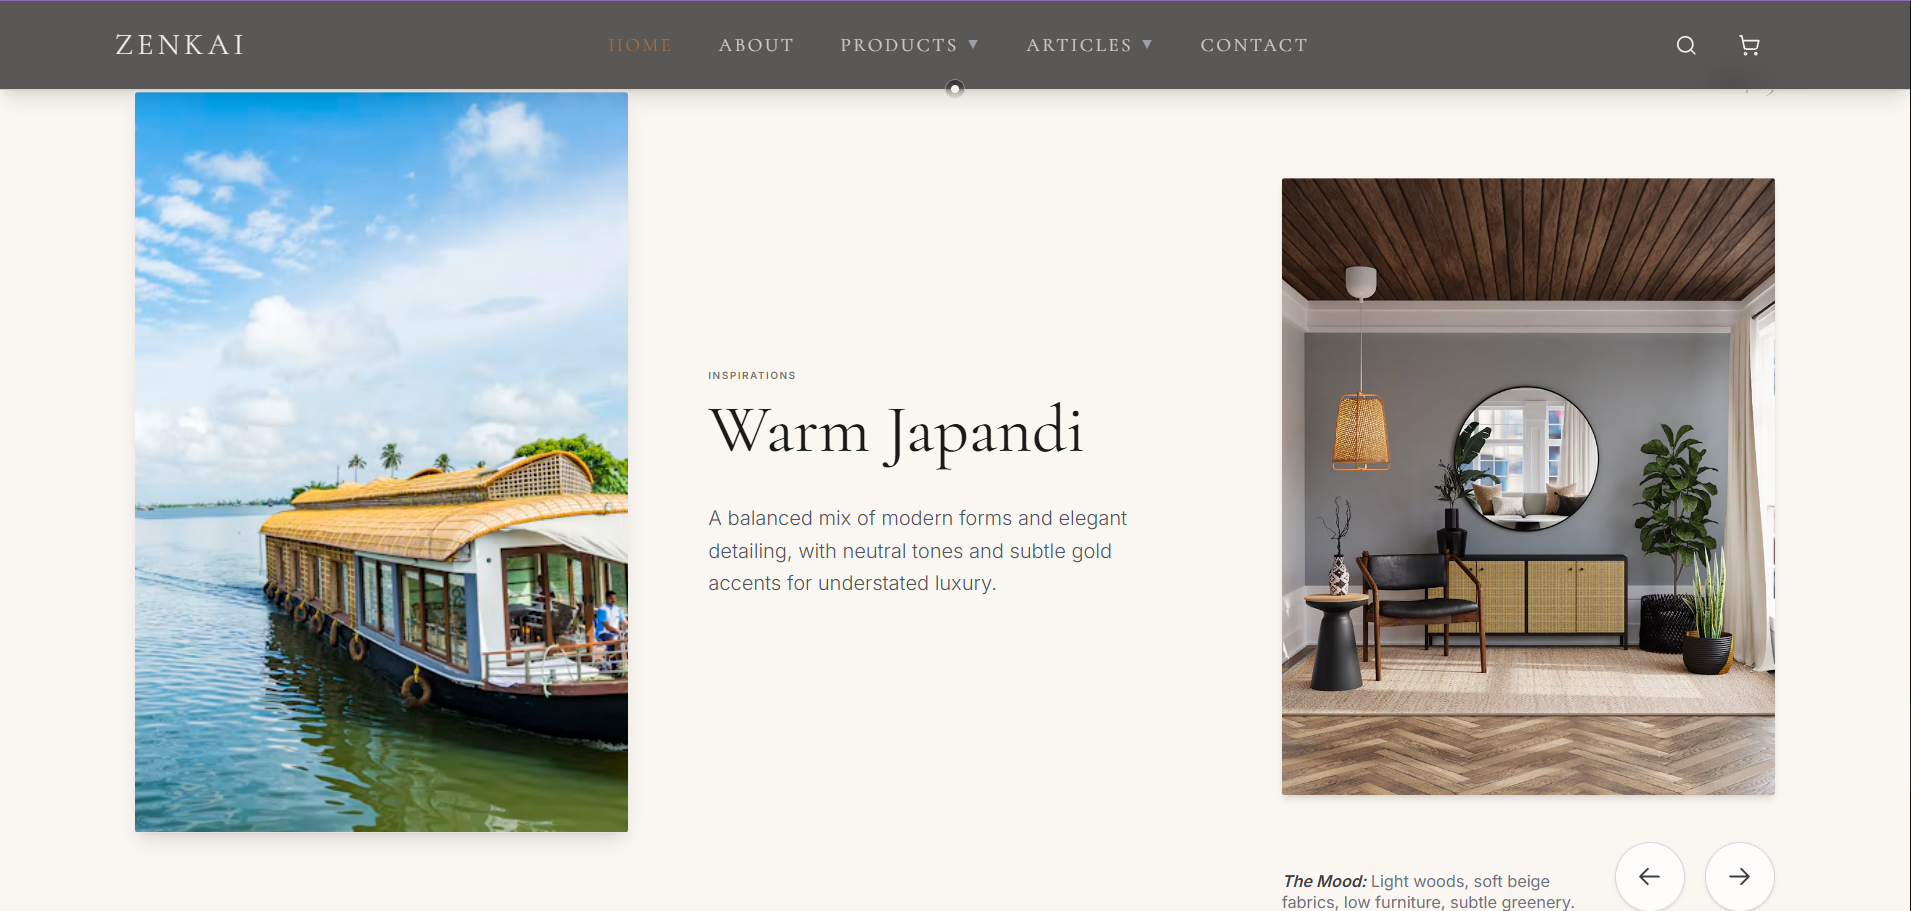 ZENKAI
HOME
ABOUT
PRODUCTS ▼
ARTICLES ▼
CONTACT
INSPIRATIONS
Warm Japandi
A balanced mix of modern forms and elegant
detailing, with neutral tones and subtle gold
accents for understated luxury.
The Mood: Light woods, soft beige
fabrics, low furniture, subtle greenery.